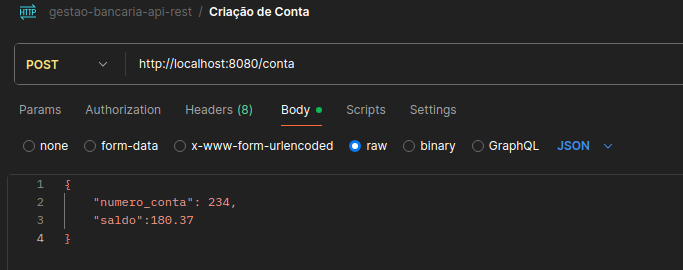 HTTP gestao-bancaria-api-rest / Criação de Conta
POST http://localhost:8080/conta
Params Authorization Headers (8) Body Scripts Settings
none form-data x-www-form-urlencoded raw binary GraphQL JSON
1 {
2 "numero_conta": 234,
3 "saldo":180.37
4 }